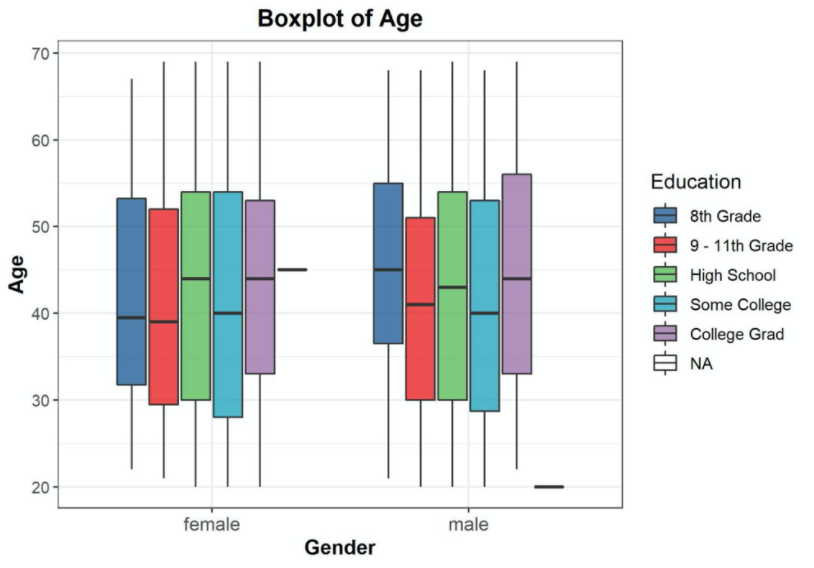 Boxplot of Age
70
60
50
40
30
20
Age
female
male
Gender
Education
8th Grade
9 - 11th Grade
High School
Some College
College Grad
NA